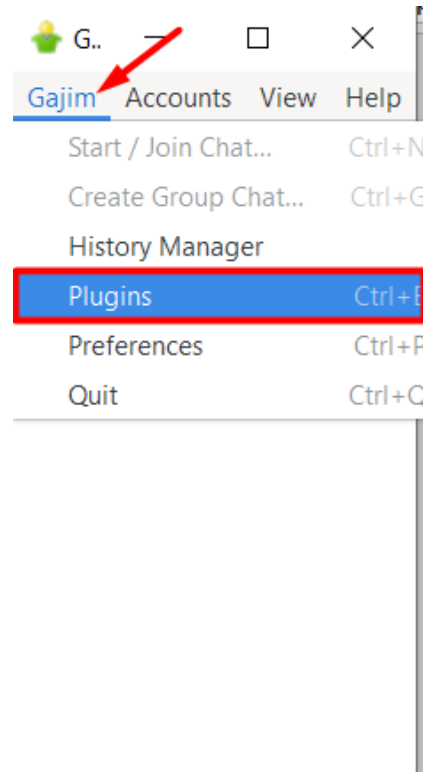 G..
Gajim Accounts View Help
Start / Join Chat... Ctrl+N
Create Group Chat... Ctrl+G
History Manager
Plugins Ctrl+E
Preferences Ctrl+P
Quit Ctrl+Q